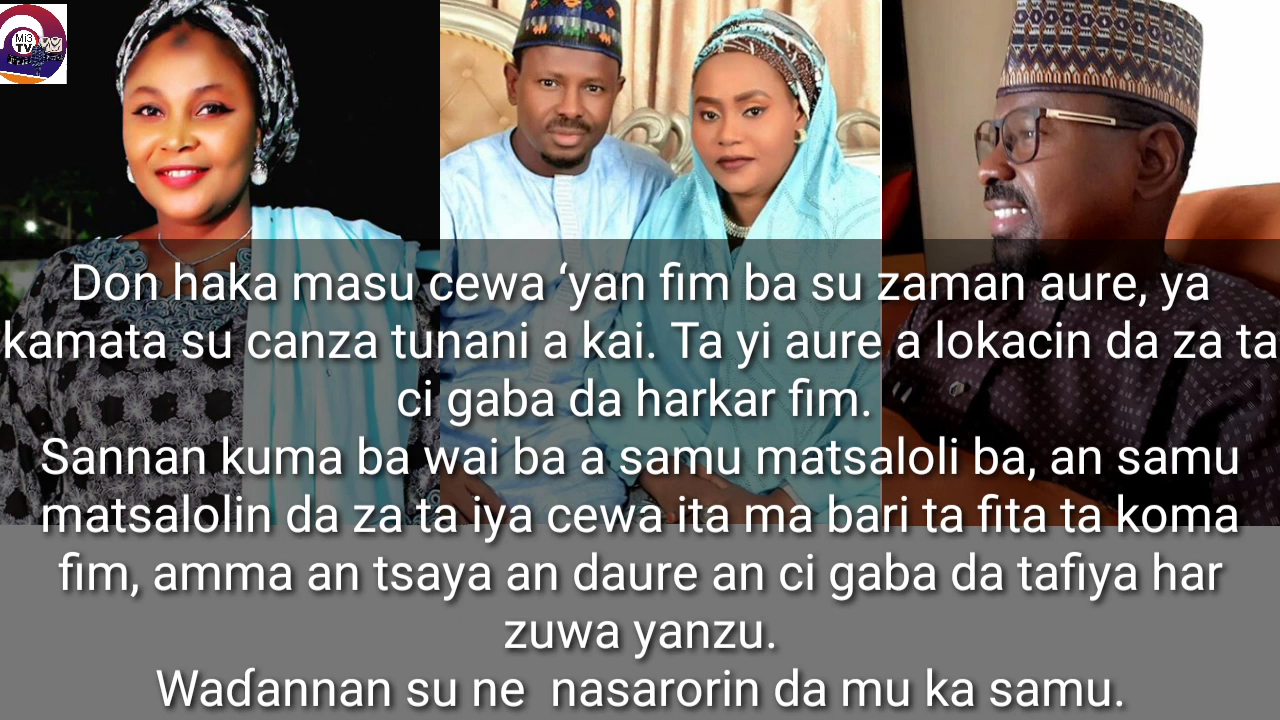 Mi3
TV
Don haka masu cewa ‘yan fim ba su zaman aure, ya
kamata su canza tunani a kai. Ta yi aure a lokacin da za ta
ci gaba da harkar fim.
Sannan kuma ba wai ba a samu matsaloli ba, an samu
matsalolin da za ta iya cewa ita ma bari ta fita ta koma
fim, amma an tsaya an daure an ci gaba da tafiya har
zuwa yanzu.
Waɗannan su ne  nasarorin da mu ka samu.